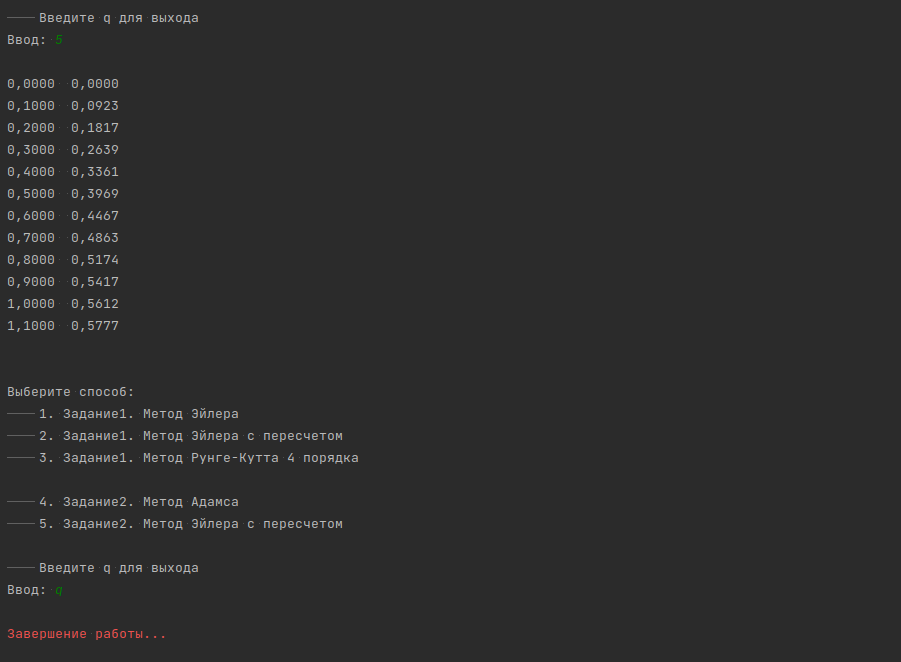 Введите q для выхода
Ввод: 5
0,0000 0,0000
0,1000 0,0923
0,2000 0,1817
0,3000 0,2639
0,4000 0,3361
0,5000 0,3969
0,6000 0,4467
0,7000 0,4863
0,8000 0,5174
0,9000 0,5417
1,0000 0,5612
1,1000 0,5777
Выберите способ:
1. Задание1. Метод Эйлера
2. Задание1. Метод Эйлера с пересчетом
3. Задание1. Метод Рунге-Кутта 4 порядка
4. Задание2. Метод Адамса
5. Задание2. Метод Эйлера с пересчетом
Введите q для выхода
Ввод: q
Завершение работы...